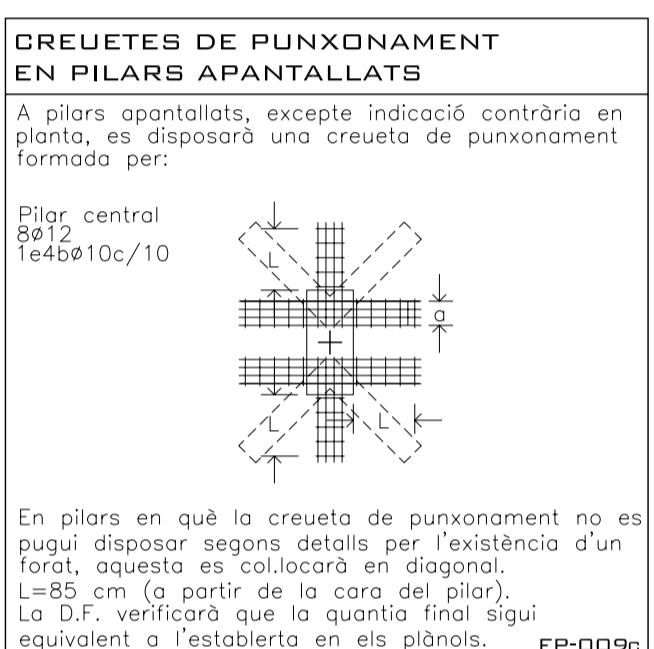 CREUETES DE PUNXONAMENT
EN PILARS APANTALLATS
A pilars apantallats, excepte indicació contrària en
planta, es disposarà una creueta de punxonament
formada per:
Pilar central
8ø12
1e4bø10c/10
L
a
L
L
En pilars en què la creueta de punxonament no es
pugui disposar segons detalls per l'existència d'un
forat, aquesta es col.locarà en diagonal.
L=85 cm (a partir de la cara del pilar).
La D.F. verificarà que la quantia final sigui
equivalent a l'establerta en els plànols.
FP-009c